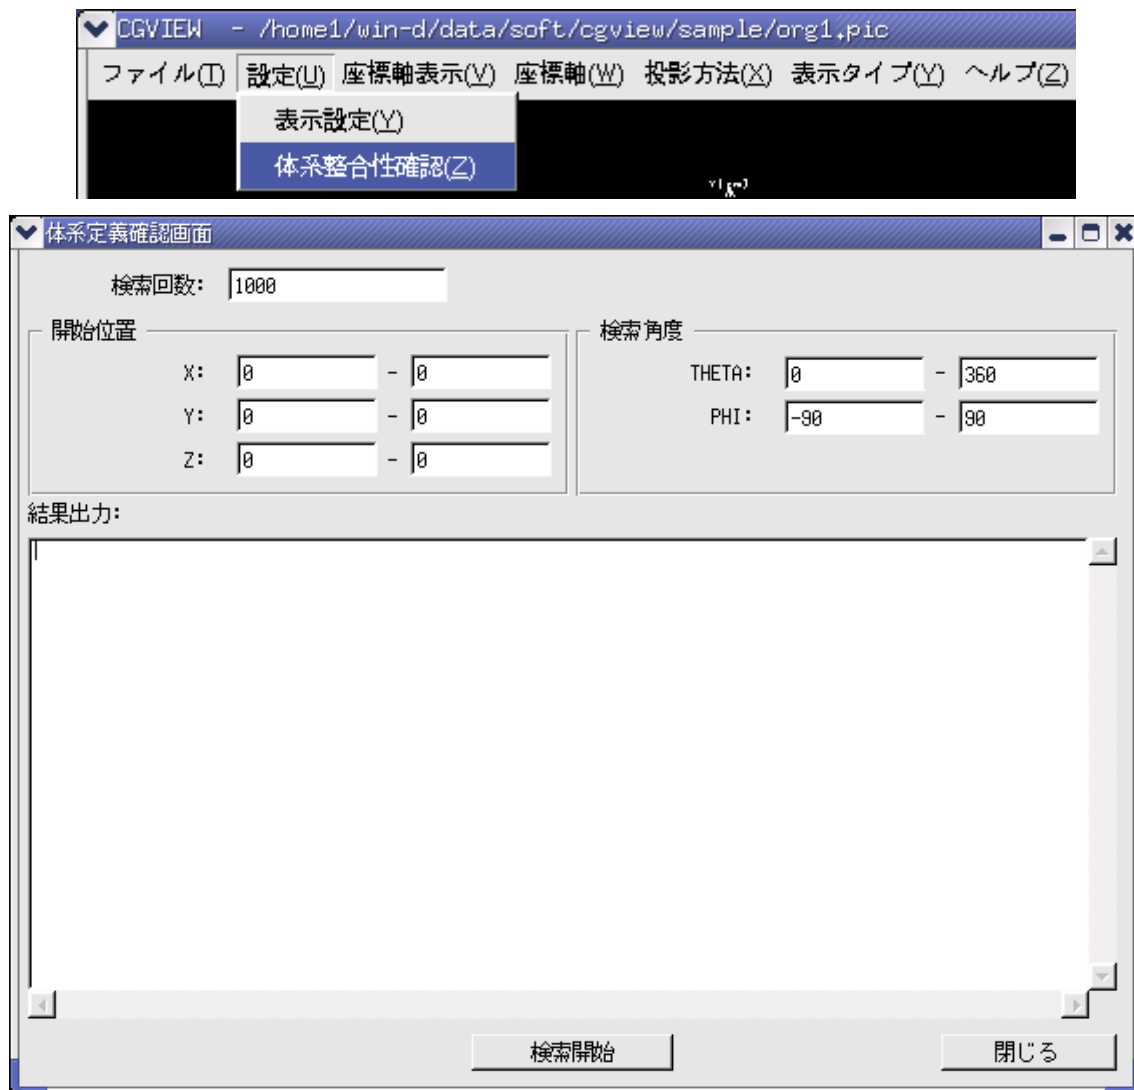 CGVIEW - /home1/win-d/data/soft/cgview/sample/org1.pic
ファイル(T) 設定(U) 座標軸表示(V) 座標軸(W) 投影方法(X) 表示タイプ(Y) ヘルプ(Z)
表示設定(Y)
体系整合性確認(Z)
体系定義確認画面
検索回数: 1000
開始位置 検索角度
X: 0 - 0 THETA: 0 - 360
Y: 0 - 0 PHI: -90 - 90
Z: 0 - 0
結果出力:
検索開始 閉じる